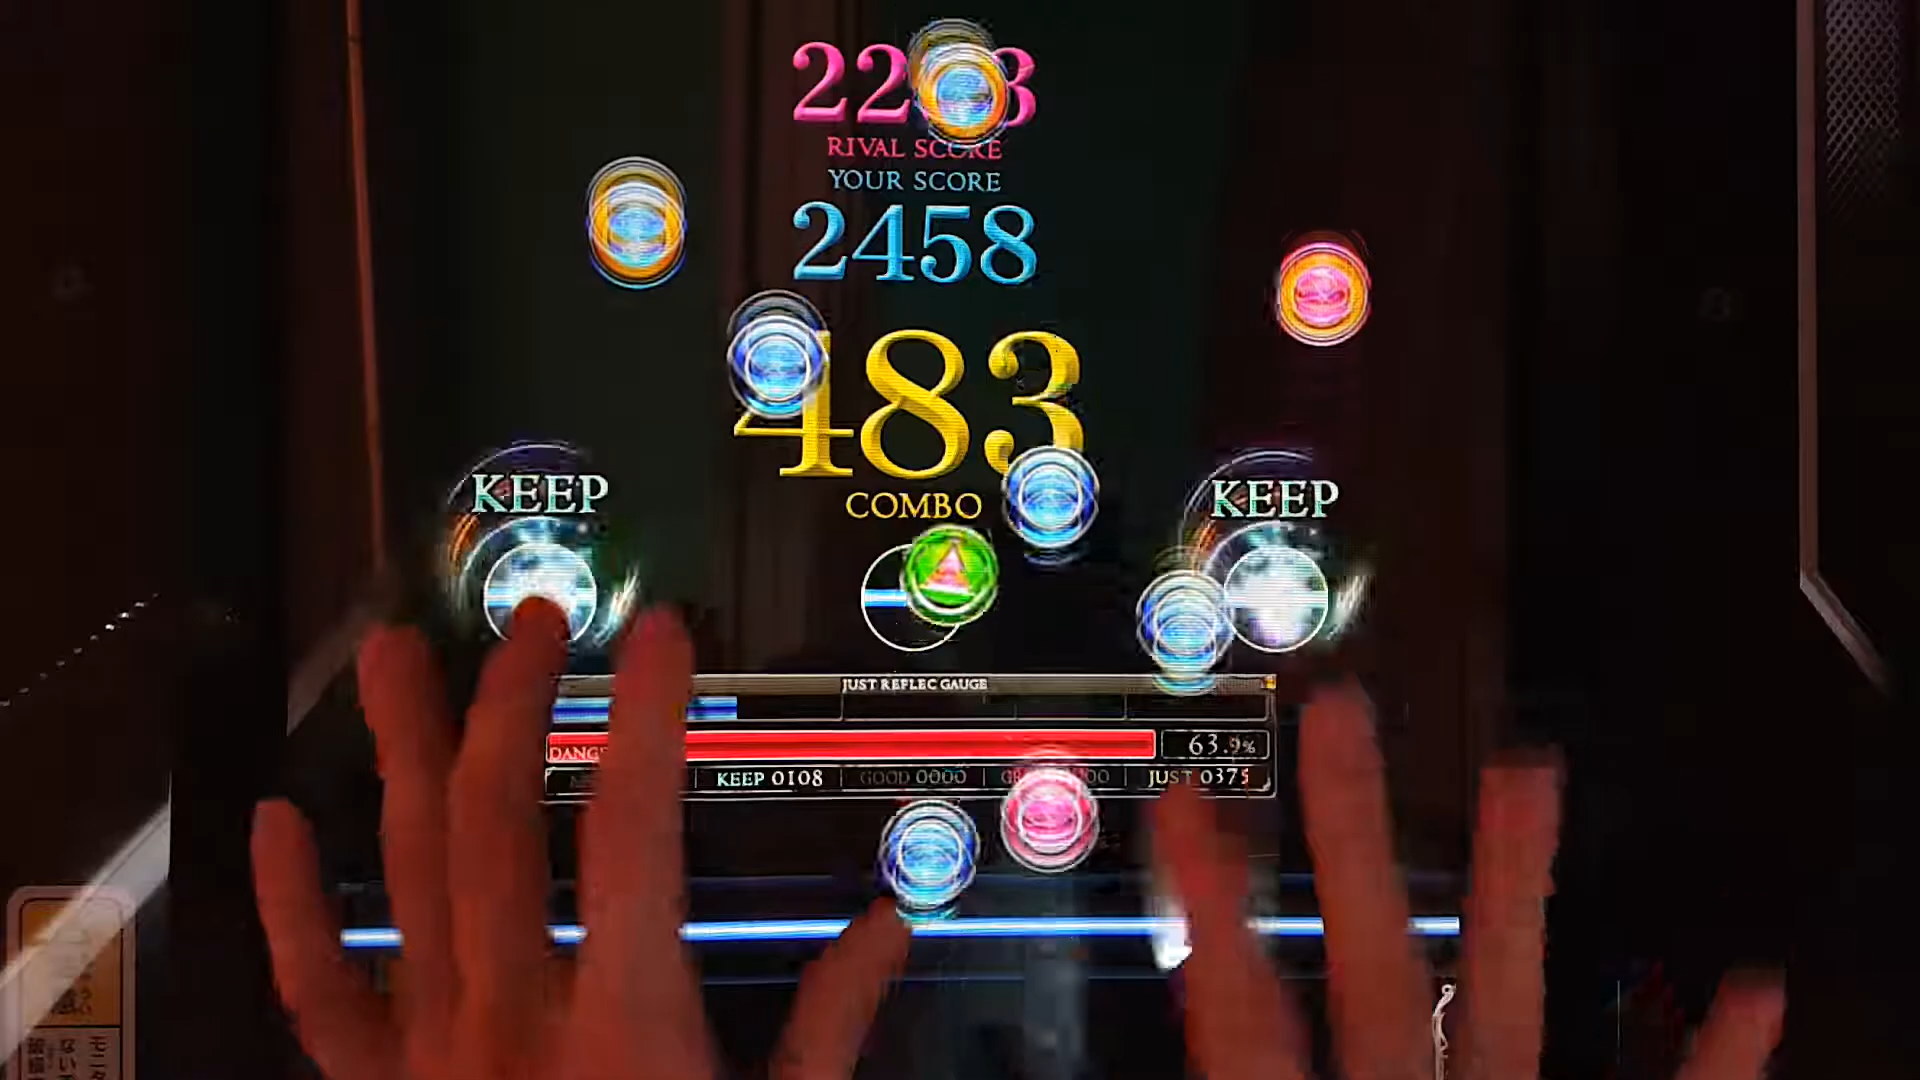 RIVAL SCORE
YOUR SCORE
2458
483
COMBO
KEEP
KEEP
JUST REFLEC GAUGE
63.9%
KEEP 0108
GOOD 0000
JUST 0375